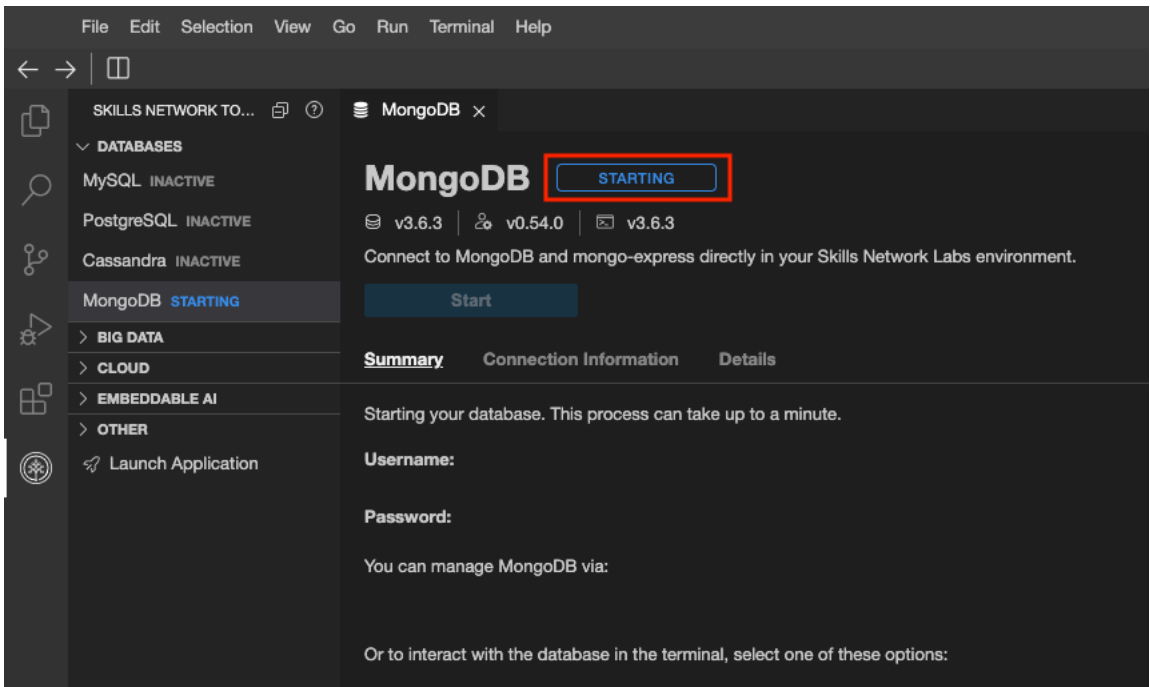 File Edit Selection View Go Run Terminal Help
SKILLS NETWORK TO...
DATABASES
MySQL INACTIVE
PostgreSQL INACTIVE
Cassandra INACTIVE
MongoDB STARTING
BIG DATA
CLOUD
EMBEDDABLE AI
OTHER
Launch Application
MongoDB
MongoDB STARTING
v3.6.3 v0.54.0 v3.6.3
Connect to MongoDB and mongo-express directly in your Skills Network Labs environment.
Start
Summary Connection Information Details
Starting your database. This process can take up to a minute.
Username:
Password:
You can manage MongoDB via:
Or to interact with the database in the terminal, select one of these options: